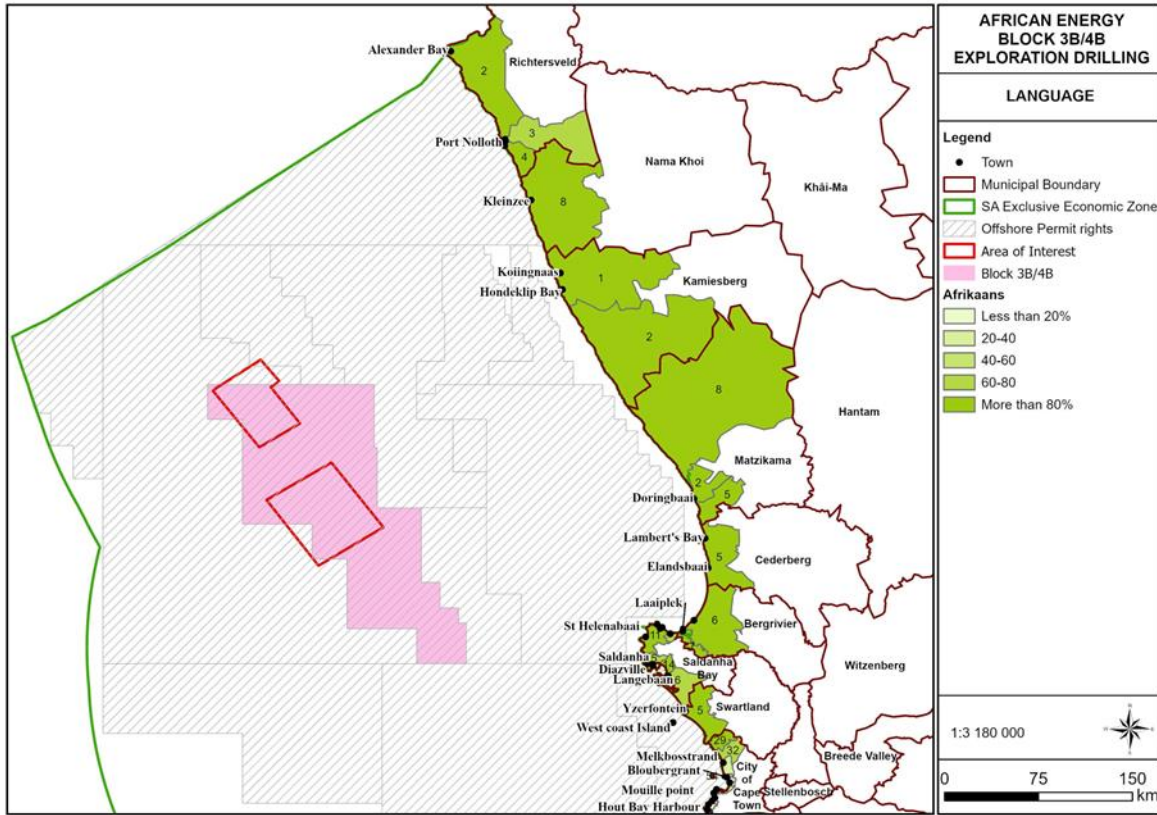 AFRICAN ENERGY
BLOCK 3B/4B
EXPLORATION DRILLING
LANGUAGE
Legend
Town
Municipal Boundary
SA Exclusive Economic Zone
Offshore Permit rights
Area of Interest
Block 3B/4B
Afrikaans
Less than 20%
20-40
40-60
60-80
More than 80%
1:3 180 000
0 75 150
km
Alexander Bay
2
Richtersveld
3
Port Nolloth
4
Nama Khoi
Khâi-Ma
Kleinzee
8
Koiingnaas
1
Kamiesberg
Hondeklip Bay
2
8
Hantam
Matzikama
2
5
Doringbaai
Lambert's Bay
5
Cederberg
Elandsbaai
Laaiplek
6
Bergrivier
St Helenabaai
11
Witzenberg
Saldanha
Saldanha
Bay
Diazville
14
Langebaan
6
Yzerfontein
5
Swartland
West coast Island
29
32
Melkbosstrand
Breede Valley
Bloubergrant
City
of
Cape
Town
Mouille point
Stellenbosch
Hout Bay Harbour